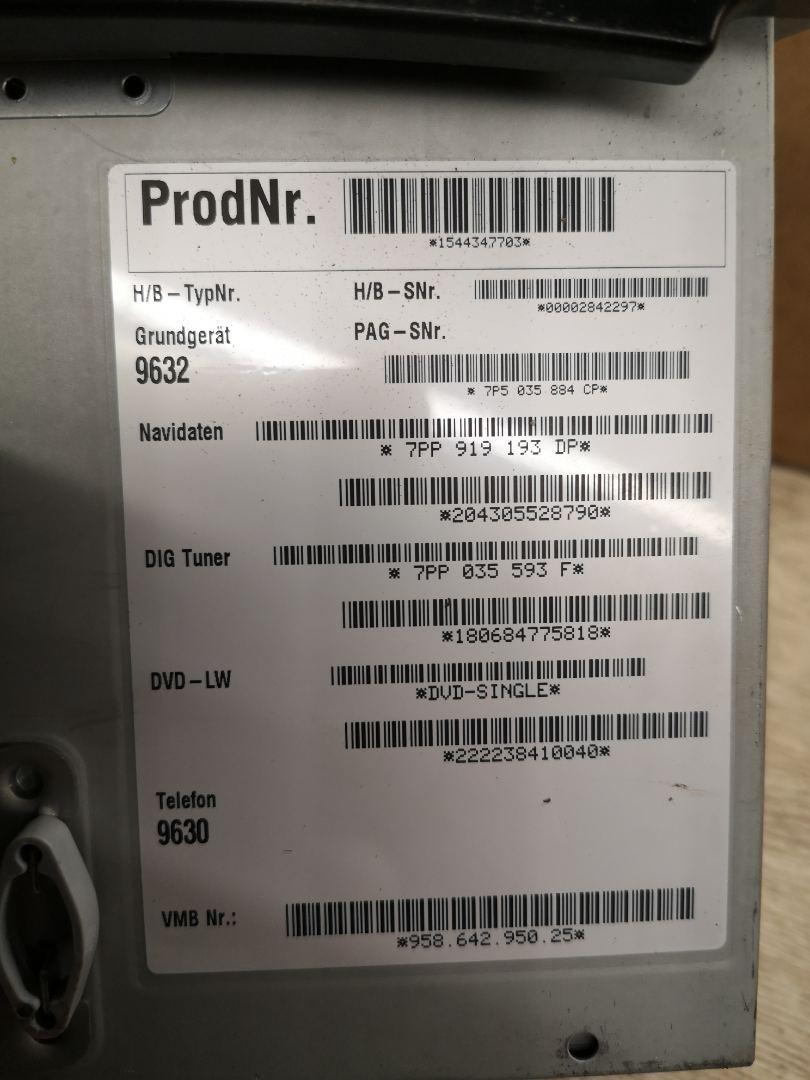 ProdNr.
*1544347703*
H/B-TypNr.
H/B-SNr.
*00002842297*
Grundgerät
9632
PAG-SNr.
* 7P5 035 884 CP*
Navidaten
* 7PP 919 193 DP*
*204305528790*
DIG Tuner
* 7PP 035 593 F*
*180684775818*
DVD-LW
*DVD-SINGLE*
*222238410040*
Telefon
9630
VMB Nr.:
*958.642.950.25*